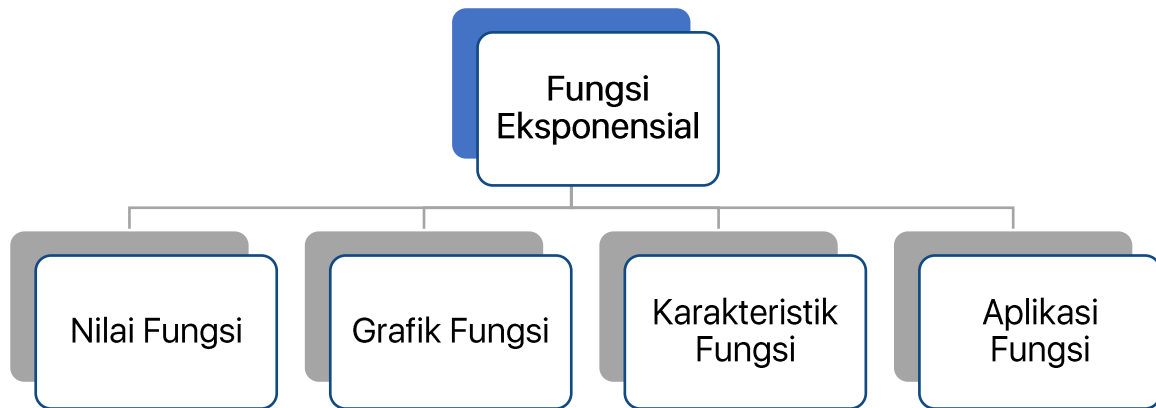 Fungsi
Eksponensial
Nilai Fungsi
Grafik Fungsi
Karakteristik
Fungsi
Aplikasi
Fungsi